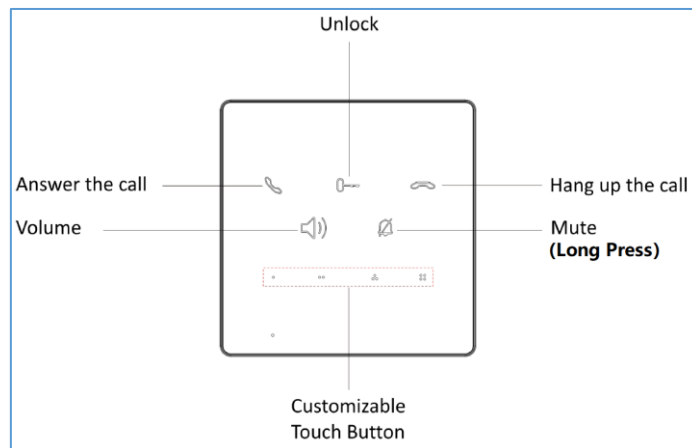 Unlock
Answer the call
Hang up the call
Volume
Mute
(Long Press)
Customizable
Touch Button